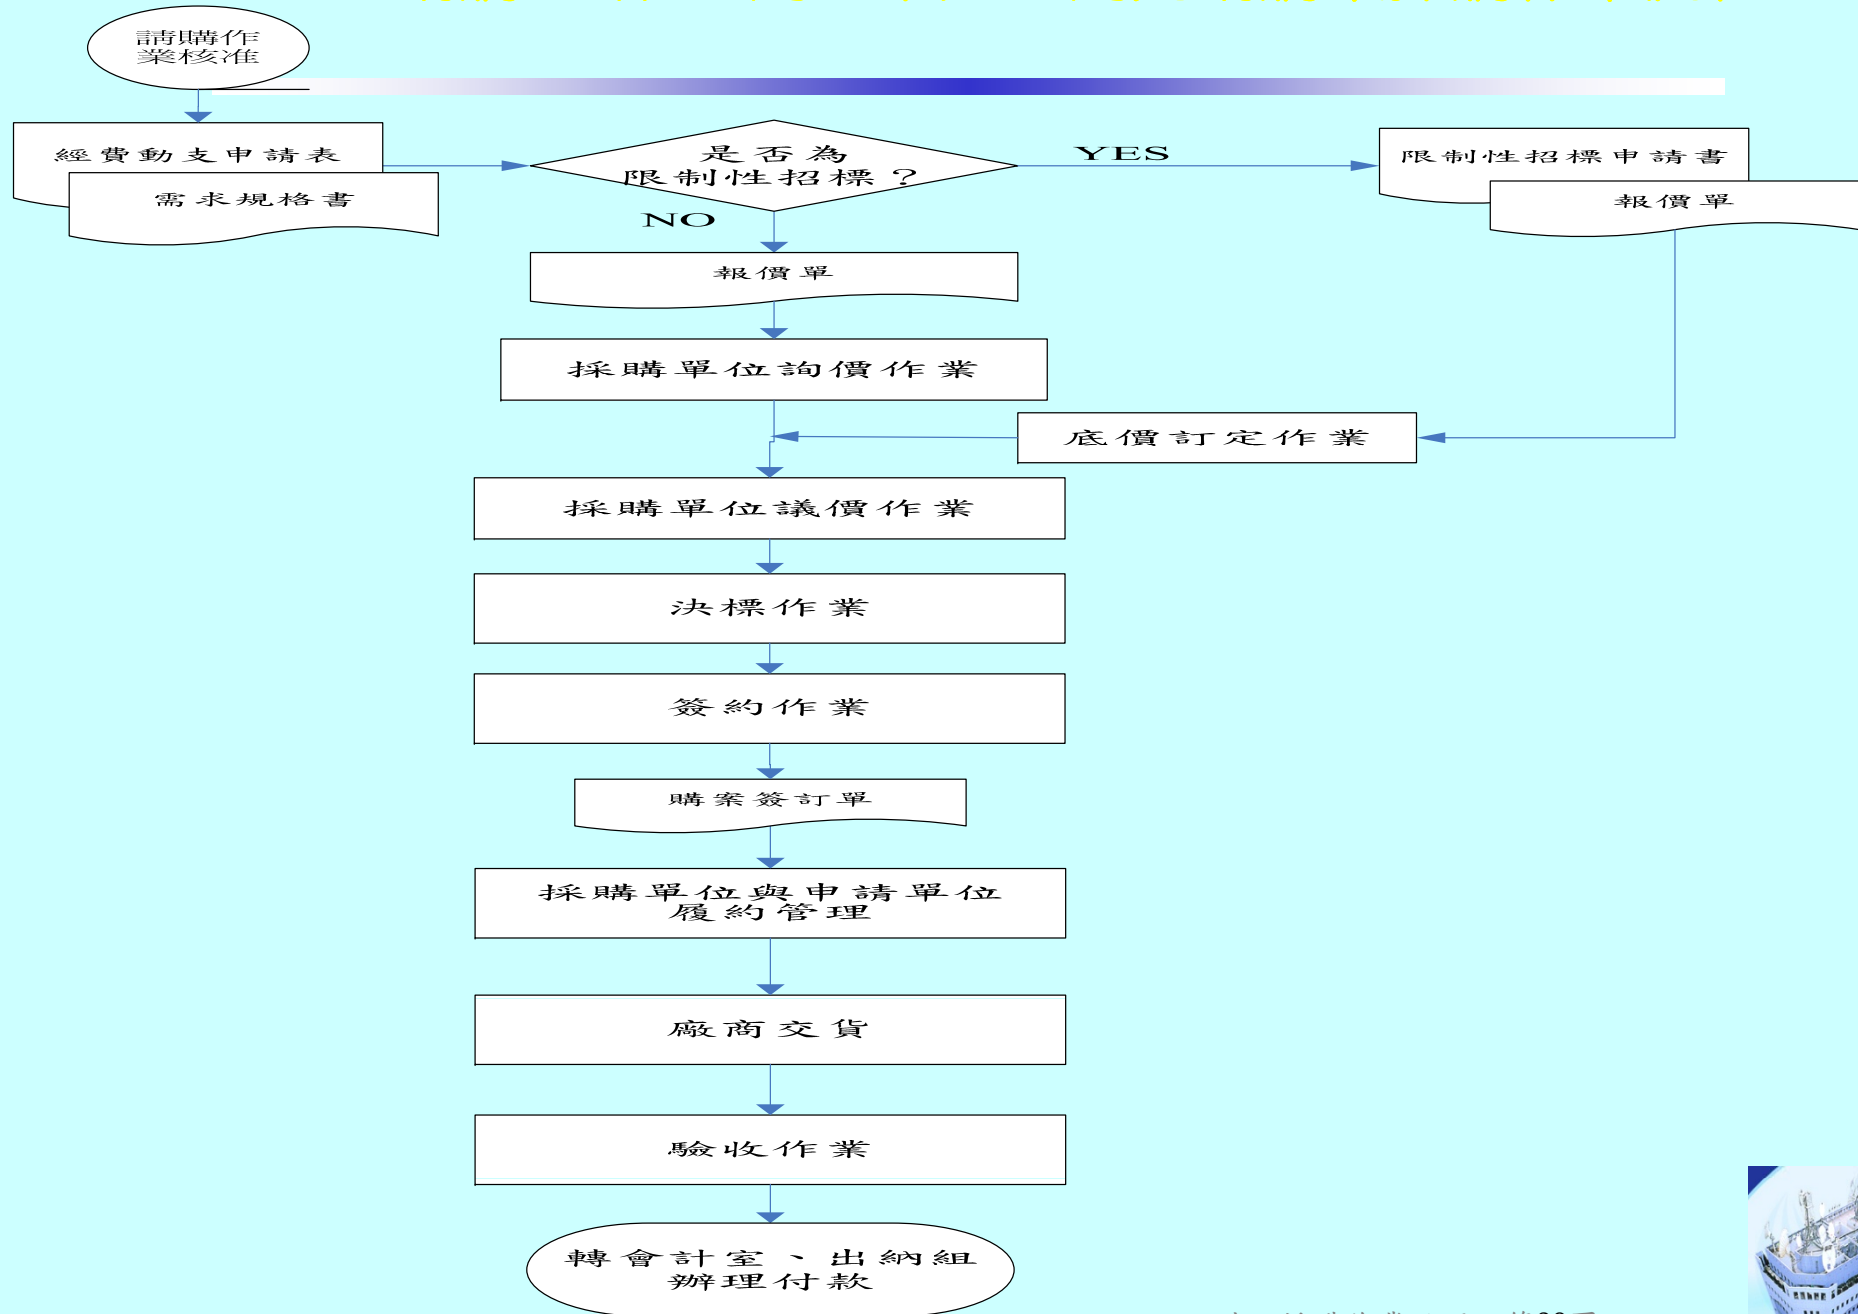 請購作
業核准
經費動支申請表
需求規格書
是否為
限制性招標？
YES
NO
限制性招標申請書
報價單
報價單
採購單位詢價作業
底價訂定作業
採購單位議價作業
決標作業
簽約作業
購案簽訂單
採購單位與申請單位
履約管理
廠商交貨
驗收作業
轉會計室、出納組
辦理付款